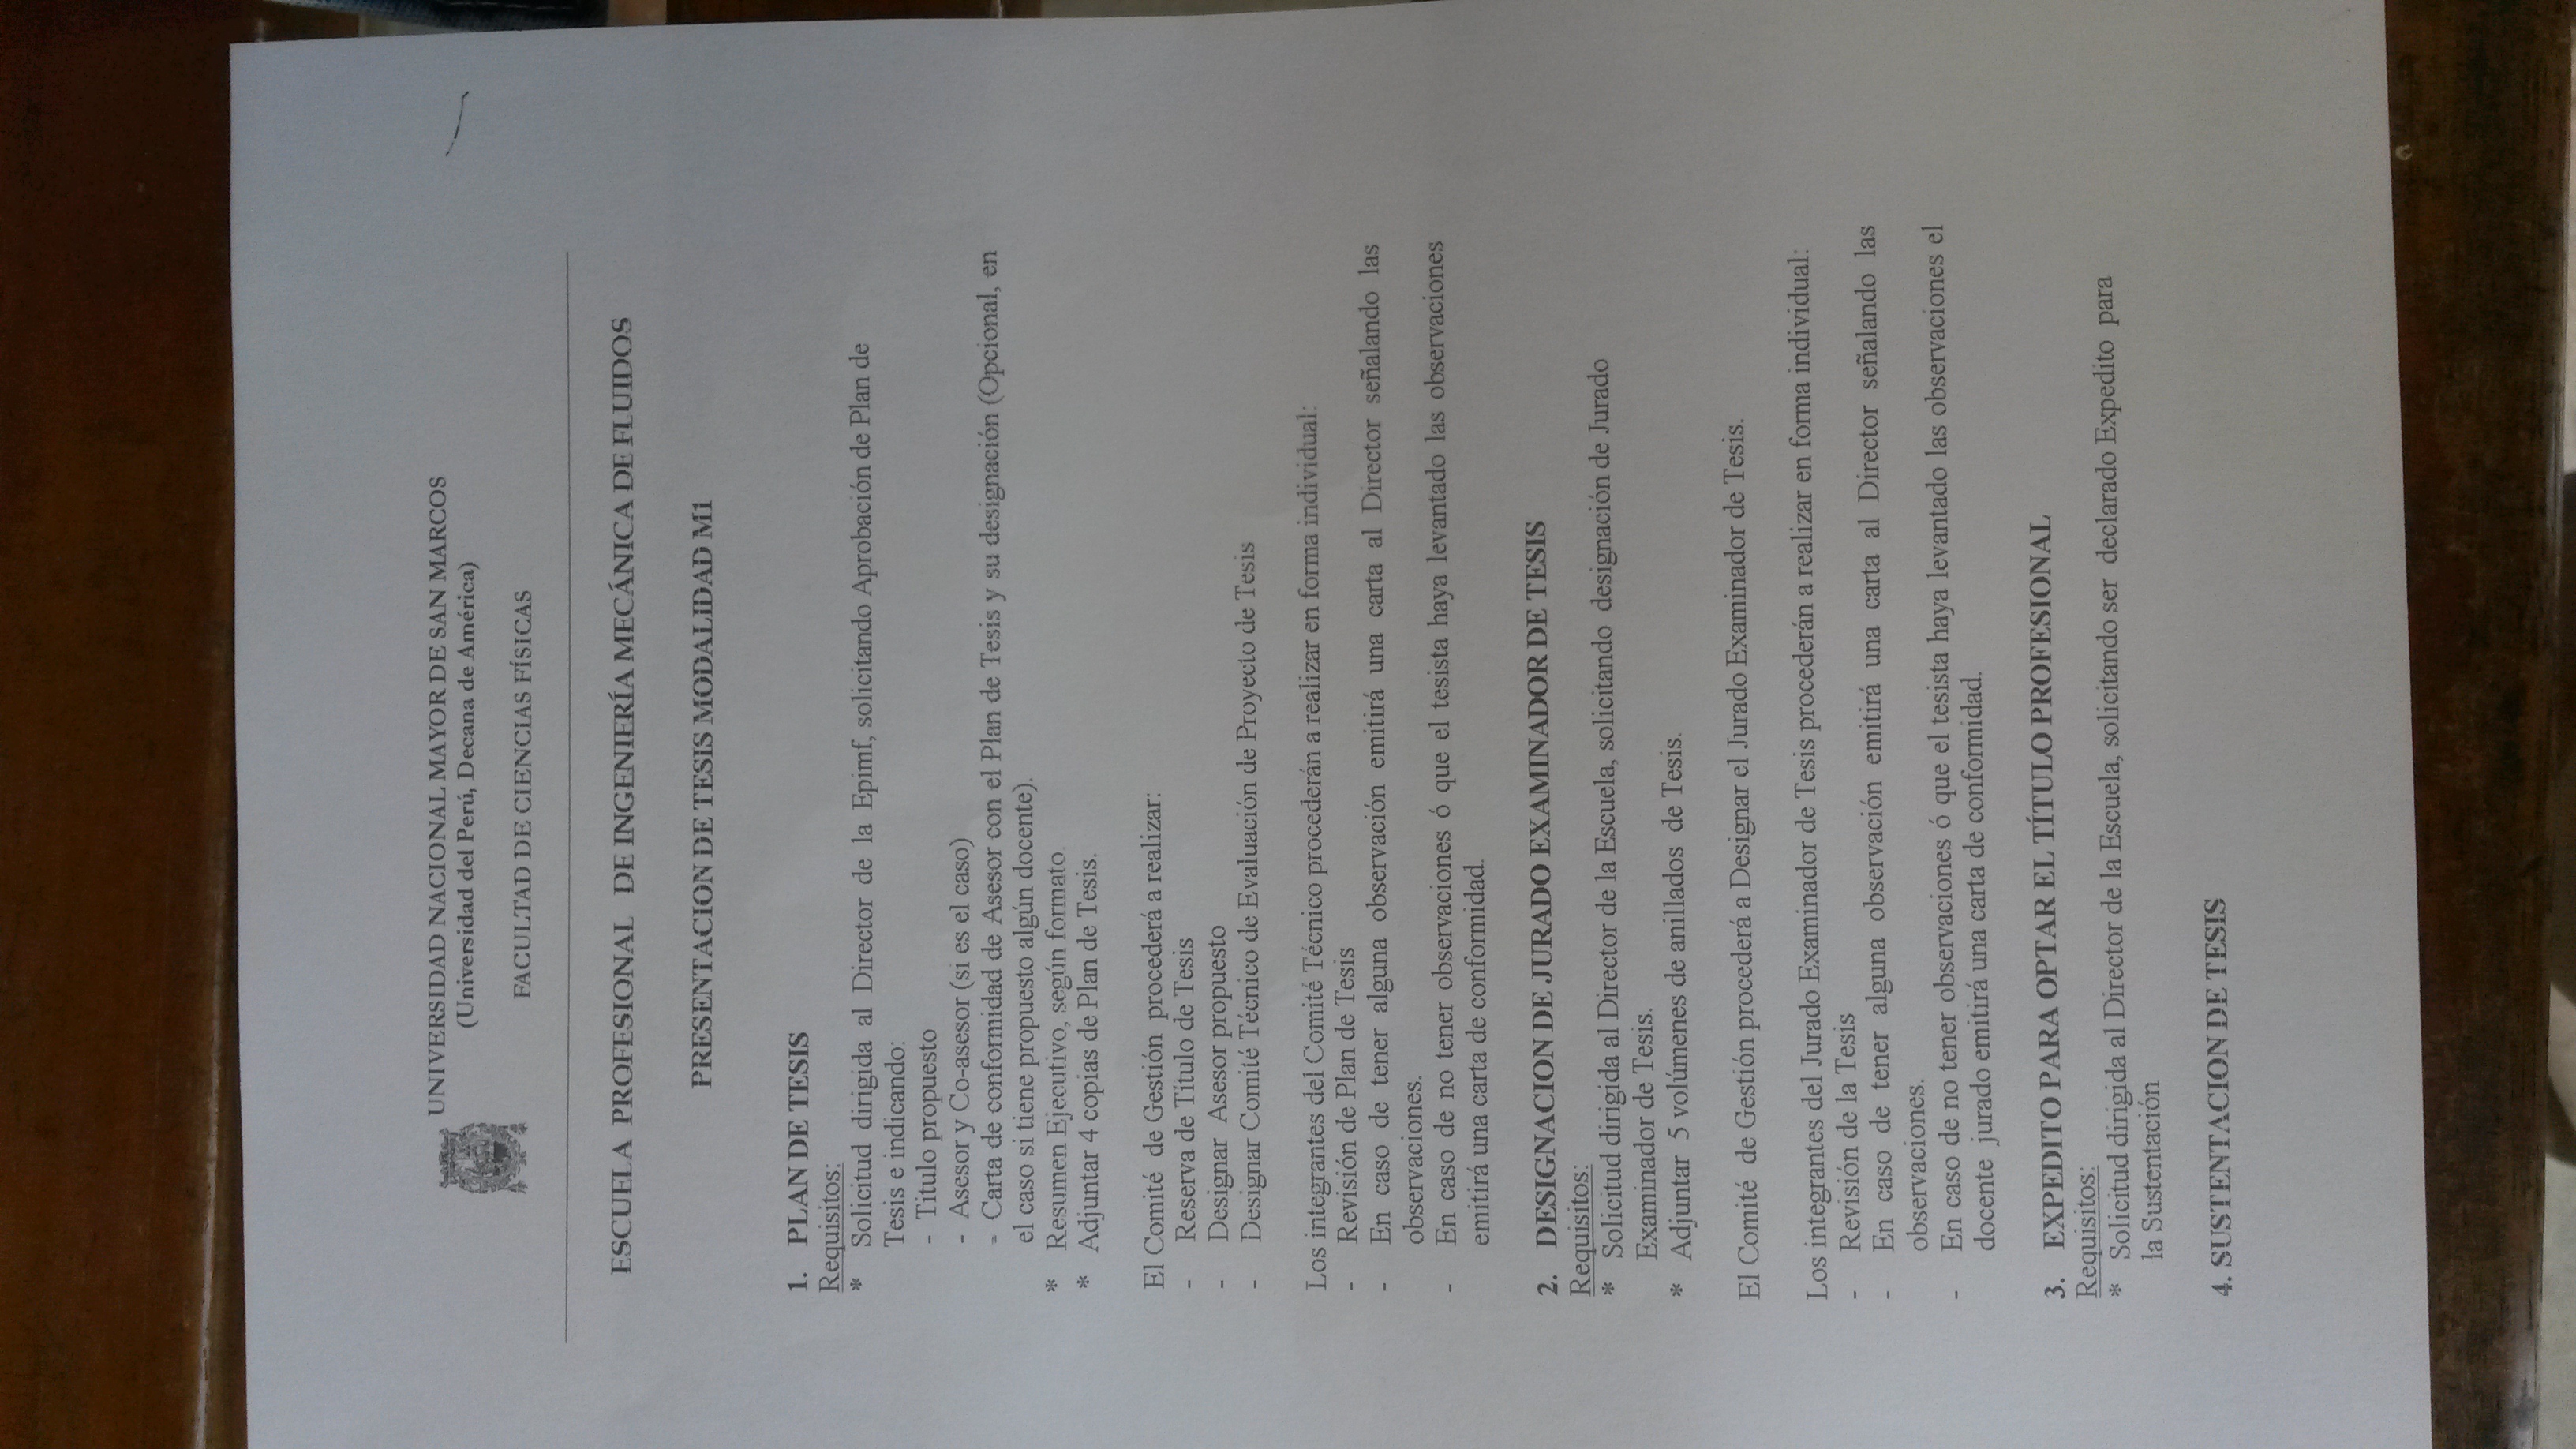 UNIVERSIDAD NACIONAL MAYOR DE SAN MARCOS
(Universidad del Perú, Decana de América)
FACULTAD DE CIENCIAS FÍSICAS
ESCUELA PROFESIONAL DE INGENIERÍA MECÁNICA DE FLUIDOS
PRESENTACION DE TESIS MODALIDAD M1
1. PLAN DE TESIS
Requisitos:
* Solicitud dirigida al Director de la Epimf, solicitando Aprobación de Plan de
Tesis e indicando:
- Titulo propuesto
- Asesor y Co-asesor (si es el caso)
- Carta de conformidad de Asesor con el Plan de Tesis y su designación (Opcional, en
el caso si tiene propuesto algún docente).
* Resumen Ejecutivo, según formato.
* Adjuntar 4 copias de Plan de Tesis.
El Comité de Gestión procederá a realizar:
- Reserva de Título de Tesis
- Designar Asesor propuesto
- Designar Comité Técnico de Evaluación de Proyecto de Tesis
Los integrantes del Comité Técnico procederán a realizar en forma individual:
- Revisión de Plan de Tesis
- En caso de tener alguna observación emitirá una carta al Director señalando las
observaciones.
- En caso de no tener observaciones ó que el tesista haya levantado las observaciones
emitirá una carta de conformidad.
2. DESIGNACION DE JURADO EXAMINADOR DE TESIS
Requisitos:
* Solicitud dirigida al Director de la Escuela, solicitando designación de Jurado
Examinador de Tesis.
* Adjuntar 5 volúmenes de anillados de Tesis.
El Comité de Gestión procederá a Designar el Jurado Examinador de Tesis.
Los integrantes del Jurado Examinador de Tesis procederán a realizar en forma individual:
- Revisión de la Tesis
- En caso de tener alguna observación emitirá una carta al Director señalando las
observaciones.
- En caso de no tener observaciones ó que el tesista haya levantado las observaciones el
docente jurado emitirá una carta de conformidad.
3. EXPEDITO PARA OPTAR EL TÍTULO PROFESIONAL
Requisitos:
* Solicitud dirigida al Director de la Escuela, solicitando ser declarado Expedito para
la Sustentación
4. SUSTENTACION DE TESIS